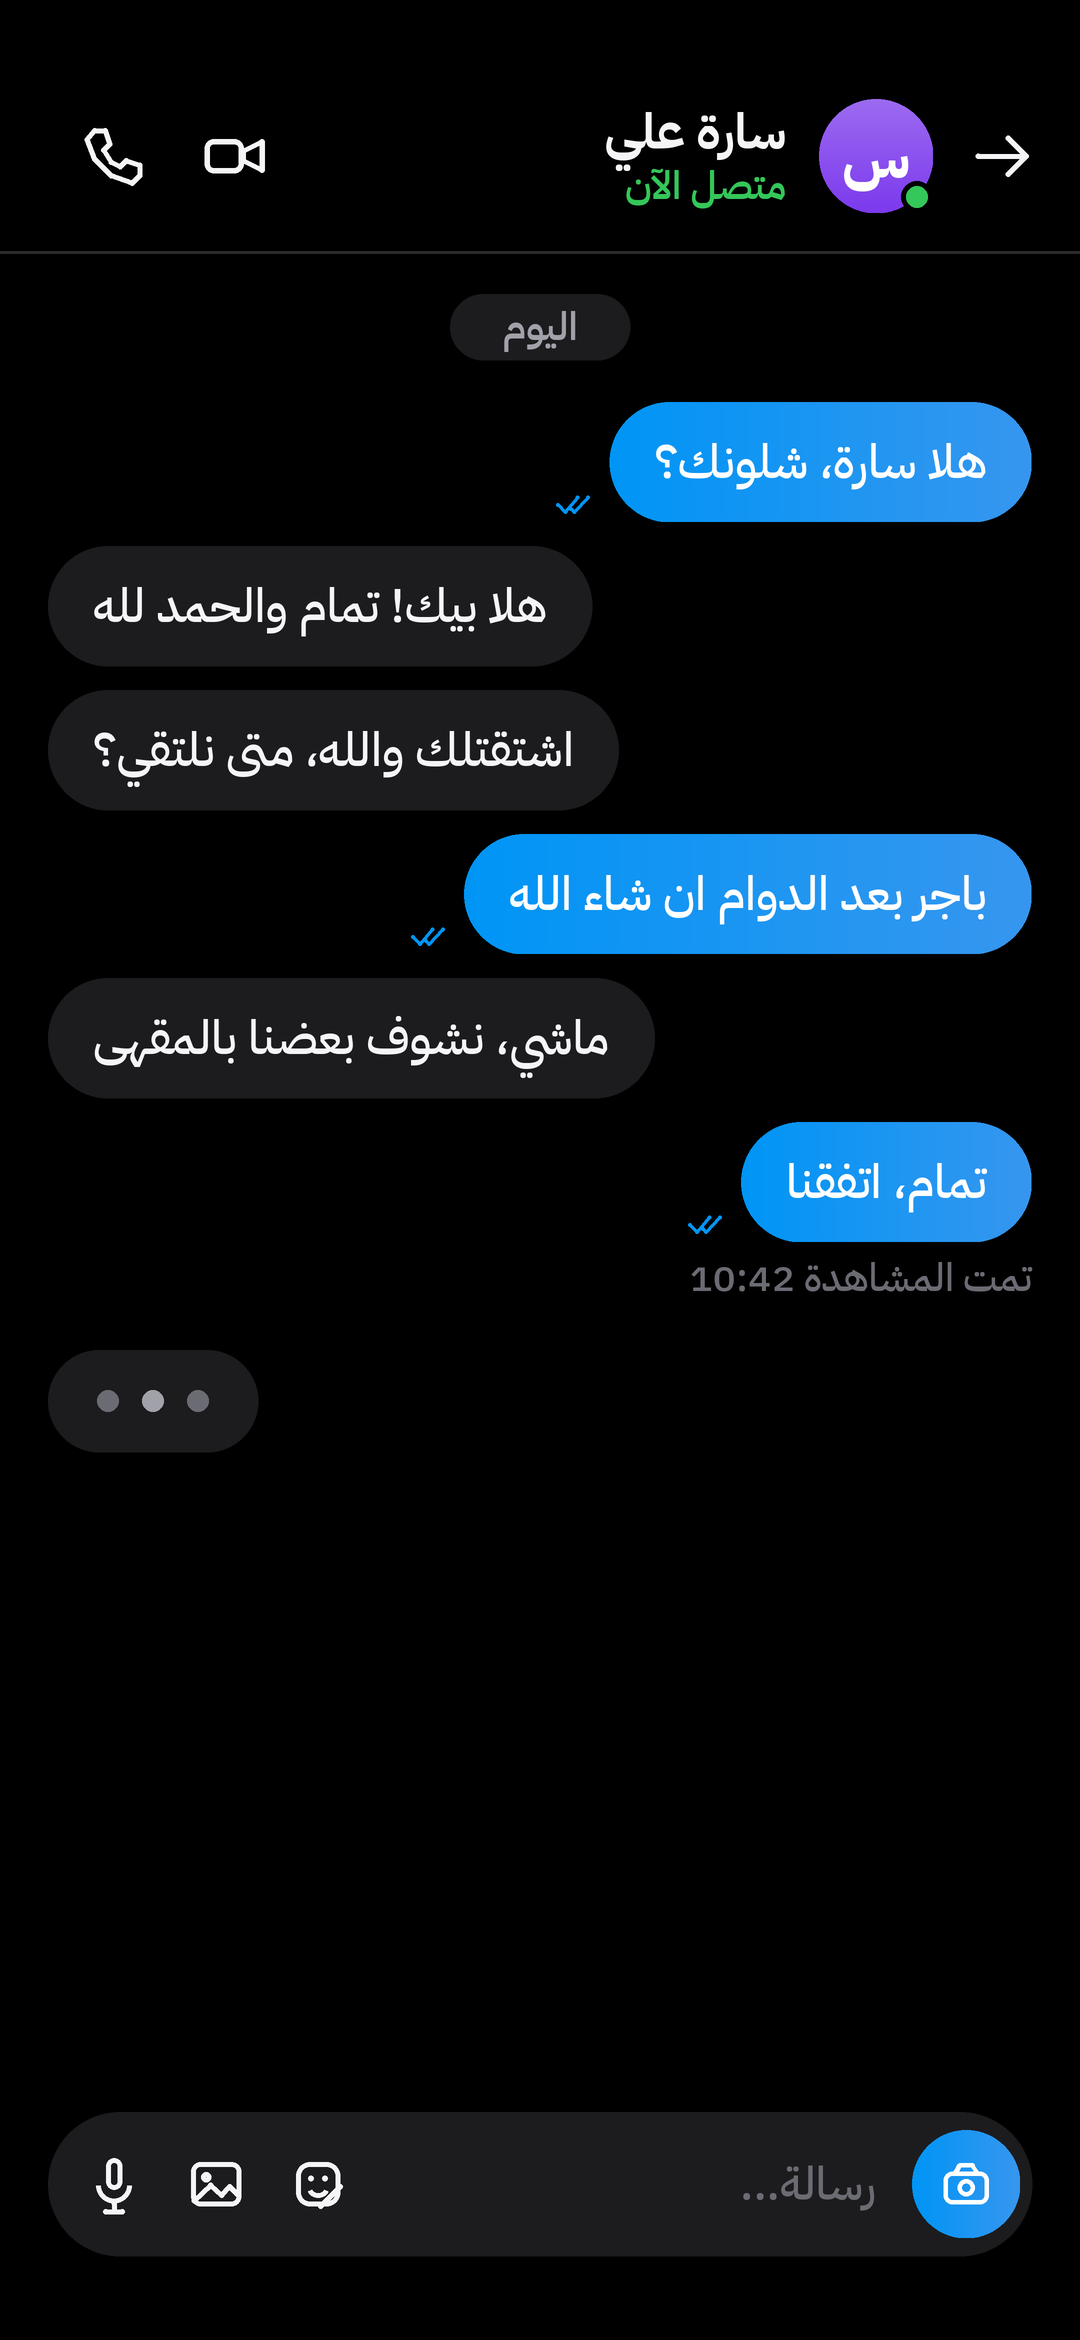 سارة علي
متصل الآن
س
اليوم
هلا سارة، شلونك؟
هلا بيك! تمام والحمد لله
اشتقتلك والله، متى نلتقي؟
باجر بعد الدوام ان شاء الله
ماشي، نشوف بعضنا بالمقهى
تمام، اتفقنا
تمت المشاهدة 10:42
رسالة...